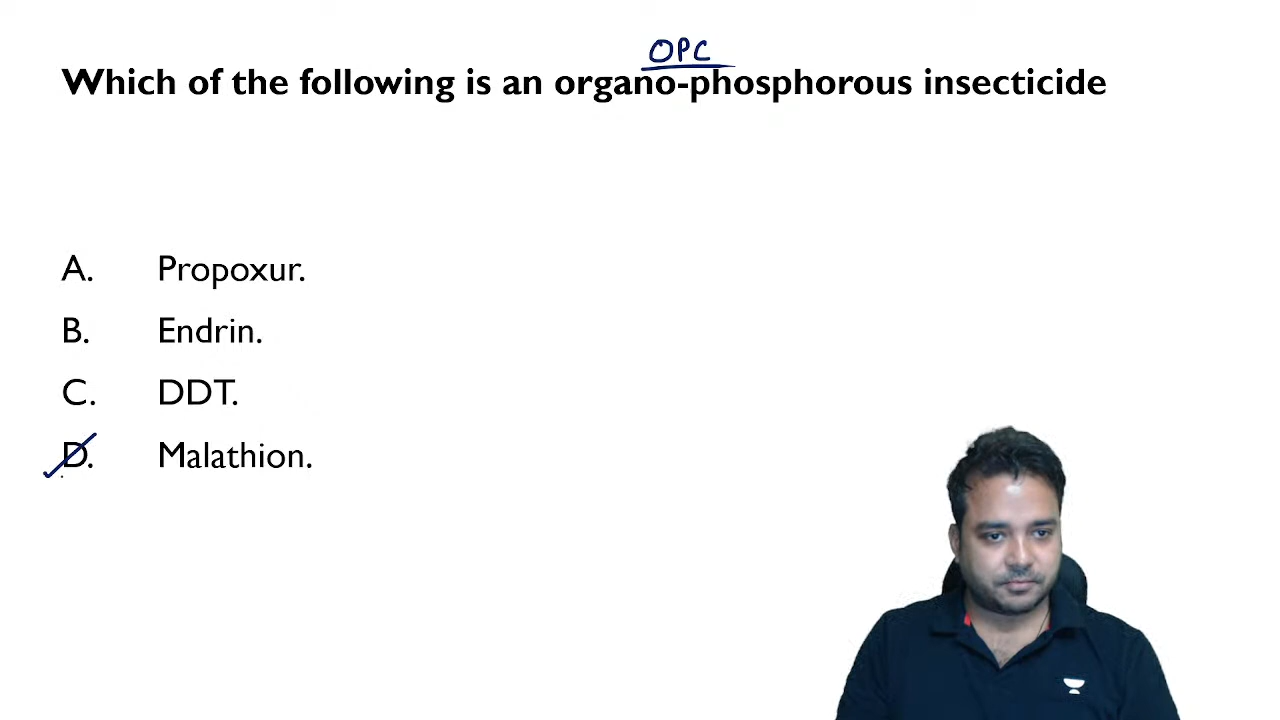 OPC
Which of the following is an organo-phosphorous insecticide
A. Propoxur.
B. Endrin.
C. DDT.
D. Malathion.